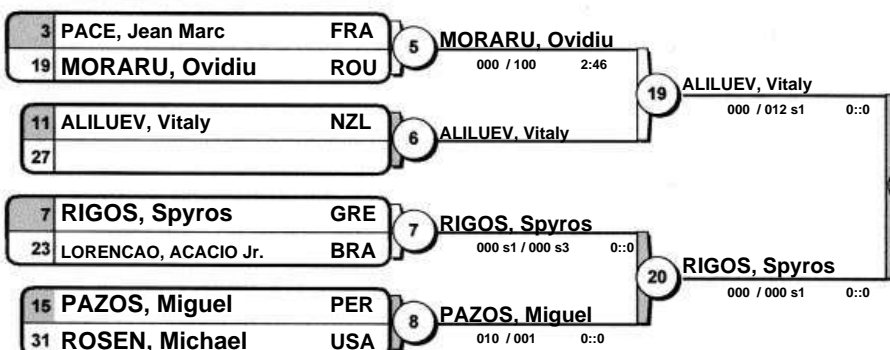 3 PACE, Jean Marc FRA
19 MORARU, Ovidiu ROU
5
MORARU, Ovidiu
000 / 100 2:46
11 ALILUEV, Vitaly NZL
27
6
ALILUEV, Vitaly
19
ALILUEV, Vitaly
000 / 012 s1 0::0
7 RIGOS, Spyros GRE
23 LORENCAO, ACACIO Jr. BRA
7
RIGOS, Spyros
000 s1 / 000 s3 0::0
15 PAZOS, Miguel PER
31 ROSEN, Michael USA
8
PAZOS, Miguel
010 / 001 0::0
20
RIGOS, Spyros
000 / 000 s1 0::0